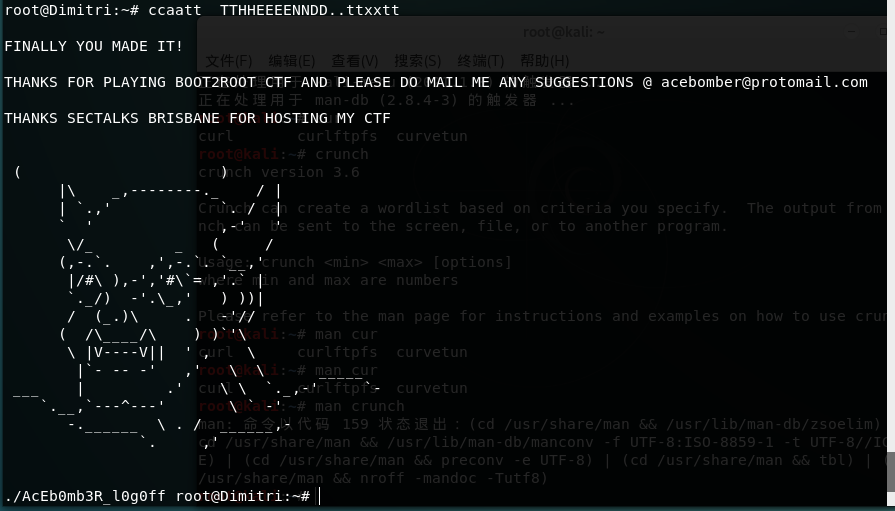 root@Dimitri:~# ccaatt  TTHHEEEENNDD..ttxxtt
root@kali: ~
FINALLY YOU MADE IT!
文件(F) 编辑(E) 查看(V) 搜索(S) 终端(T) 帮助(H)
THANKS FOR PLAYING BOOT2ROOT CTF AND PLEASE DO MAIL ME ANY SUGGESTIONS @ acebomber@protomail.com
正在处理用于 man-db (2.8.4-3) 的触发器 ...
THANKS SECTALKS BRISBANE FOR HOSTING MY CTF
curl       curlftpfs  curvetun
root@kali:~# crunch
crunch version 3.6
Crunch can create a wordlist based on criteria you specify.  The output from
nch can be sent to the screen, file, or to another program.
Usage: crunch <min> <max> [options]
where min and max are numbers
Please refer to the man page for instructions and examples on how to use crun
root@kali:~# man cur
curl       curlftpfs  curvetun
root@kali:~# man cur
curl       curlftpfs  curvetun
root@kali:~# man crunch
man: 命令以代码 159 状态退出：(cd /usr/share/man && /usr/lib/man-db/zsoelim)
cd /usr/share/man && /usr/lib/man-db/manconv -f UTF-8:ISO-8859-1 -t UTF-8//IG
E) | (cd /usr/share/man && preconv -e UTF-8) | (cd /usr/share/man && tbl) | (
/usr/share/man && nroff -mandoc -Tutf8)
./AcEb0mb3R_l0g0ff root@Dimitri:~#